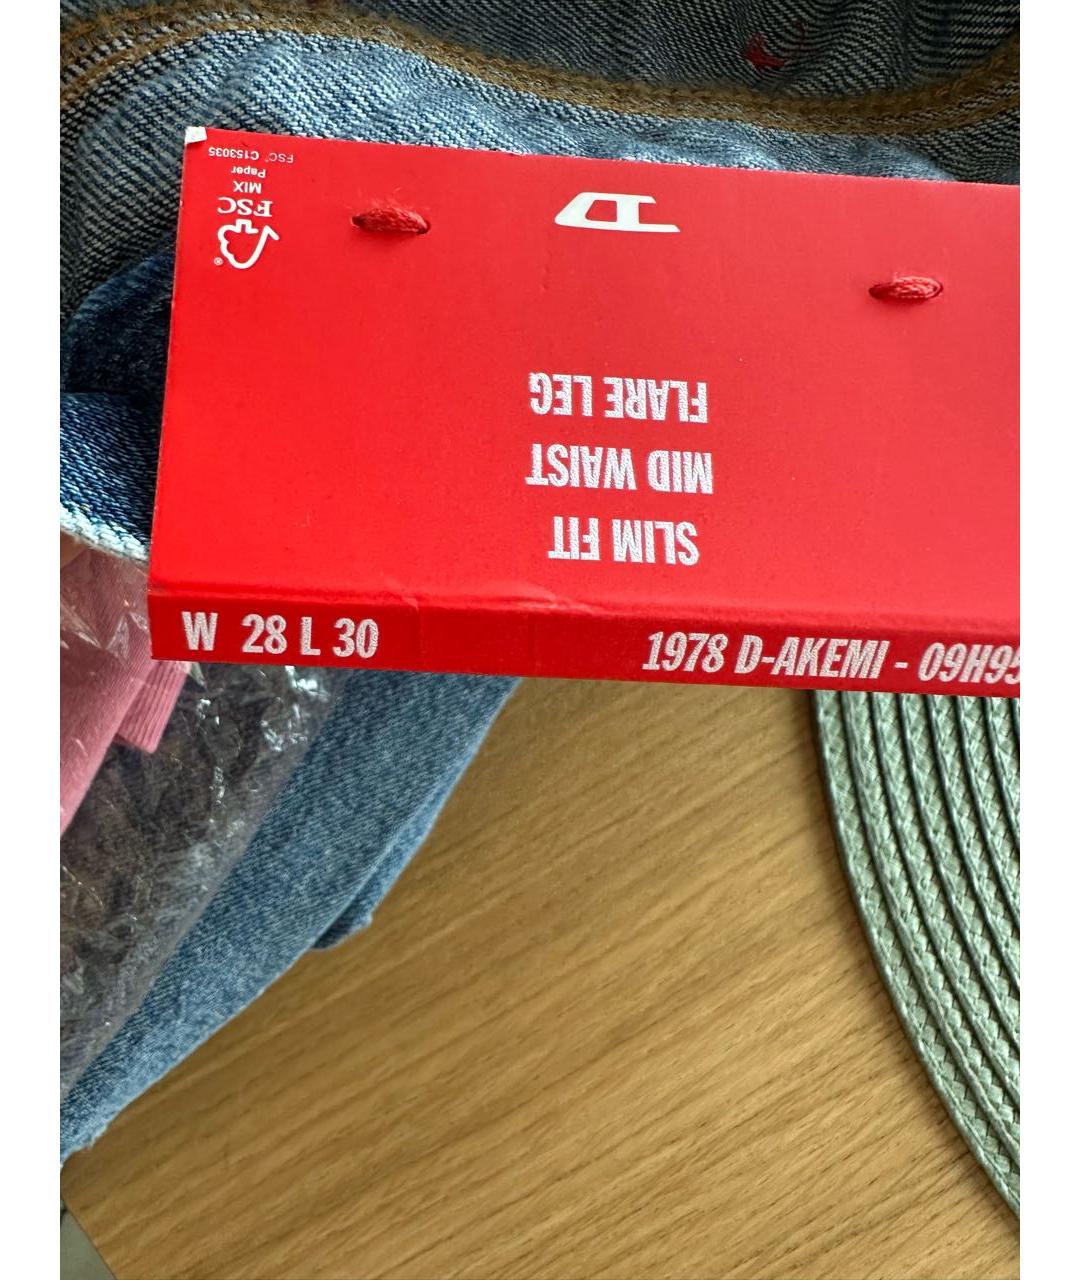 SLIM FIT
MID WAIST
FLARE LEG
FSC
MIX
Paper
FSC® C153035
W 28 L 30
1978 D-AKEMI - 09H95